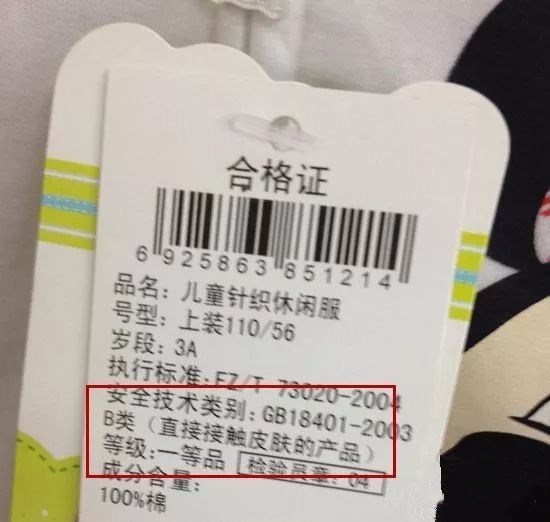 合格证
6 925863 851214
品名: 儿童针织休闲服
号型: 上装110/56
岁段: 3A
执行标准: FZ/T 73020-2004
安全技术类别: GB18401-2003
B类（直接接触皮肤的产品）
等级: 一等品 检验员章: 04
成分含量:
100%棉